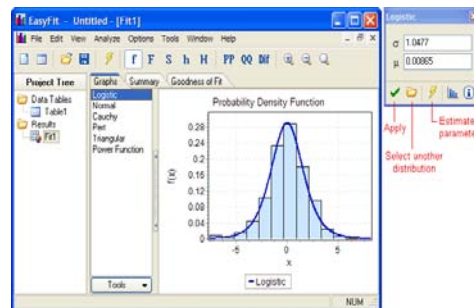 EasyFit - Untitled - [Fit1]
File Edit View Analyze Options Tools Window Help
f F S h H PP QQ Dif
Project Tree
Data Tables
Table1
Results
Fit1
Graphs Summary Goodness of Fit
Logistic
Normal
Cauchy
Pert
Triangular
Power Function
Tools
Probability Density Function
f(x)
0.28
0.24
0.2
0.16
0.12
0.08
0.04
0
-5 0 5
x
Logistic
NUM
Logistic
σ 1.0477
μ 0.00865
Apply
Estimate
paramete
Select another
distribution